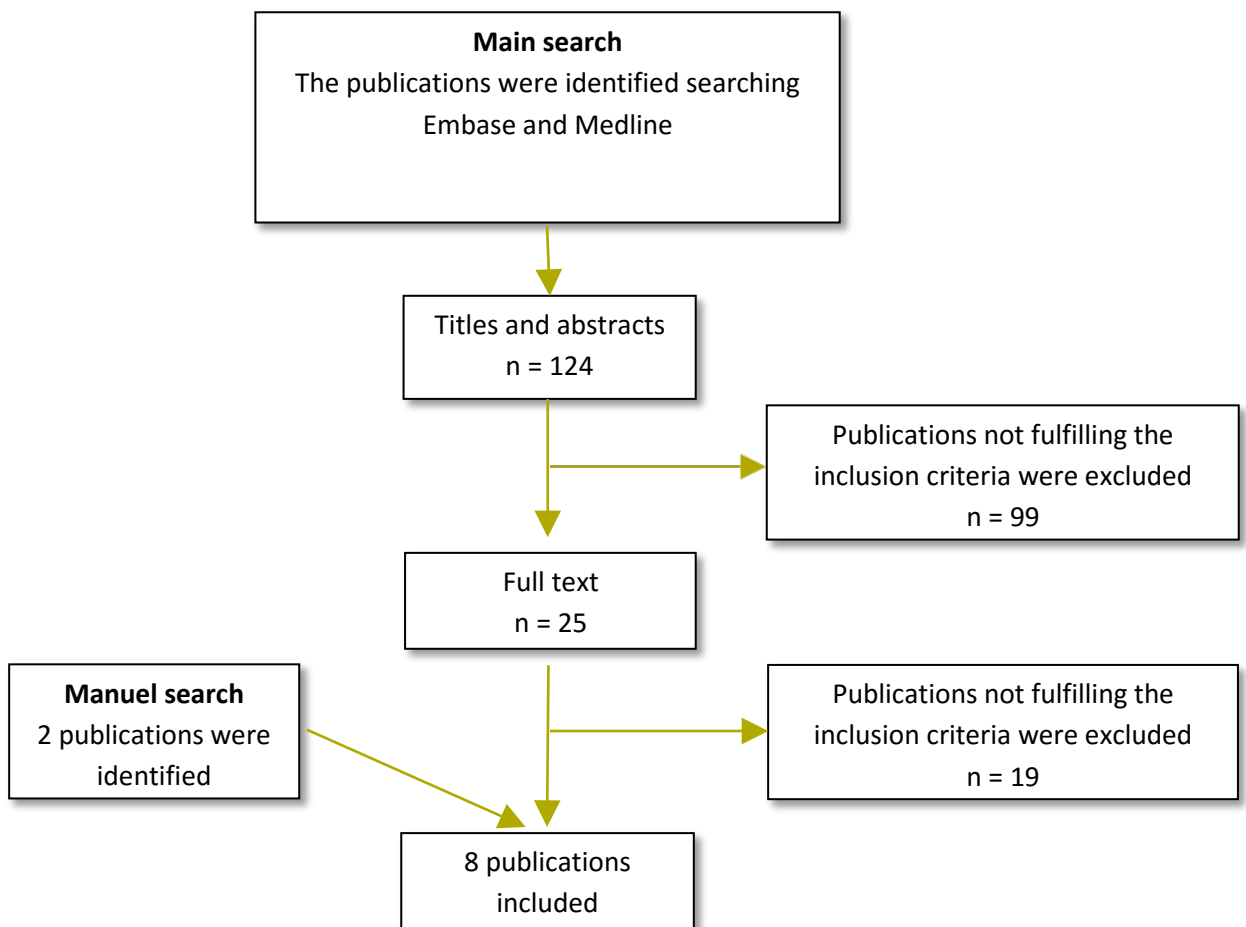 Main search
The publications were identified searching
Embase and Medline
Titles and abstracts
n = 124
Publications not fulfilling the
inclusion criteria were excluded
n = 99
Full text
n = 25
Manuel search
2 publications were
identified
Publications not fulfilling the
inclusion criteria were excluded
n = 19
8 publications
included